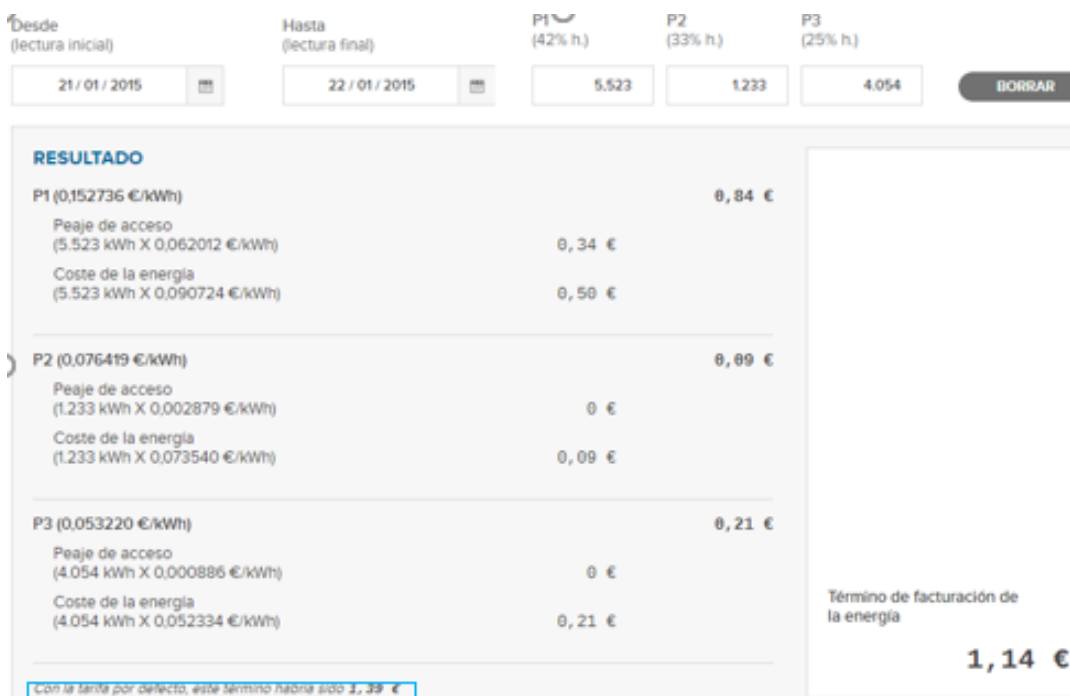 Desde Hasta P1 P2 P3
(lectura inicial) (lectura final) (42% h.) (33% h.) (25% h.)
21 / 01 / 2015 22 / 01 / 2015 5.523 1.233 4.054 BORRAR
RESULTADO
P1 (0,152736 €/kWh) 0,84 €
Peaje de acceso
(5.523 kWh X 0,062012 €/kWh) 0,34 €
Coste de la energía
(5.523 kWh X 0,090724 €/kWh) 0,50 €
P2 (0,076419 €/kWh) 0,09 €
Peaje de acceso
(1.233 kWh X 0,002879 €/kWh) 0 €
Coste de la energía
(1.233 kWh X 0,073540 €/kWh) 0,09 €
P3 (0,053220 €/kWh) 0,21 €
Peaje de acceso
(4.054 kWh X 0,000886 €/kWh) 0 €
Coste de la energía
(4.054 kWh X 0,052334 €/kWh) 0,21 €
Término de facturación de
la energía
1,14 €
Con la tarifa por defecto, este término habría sido 1,39 €